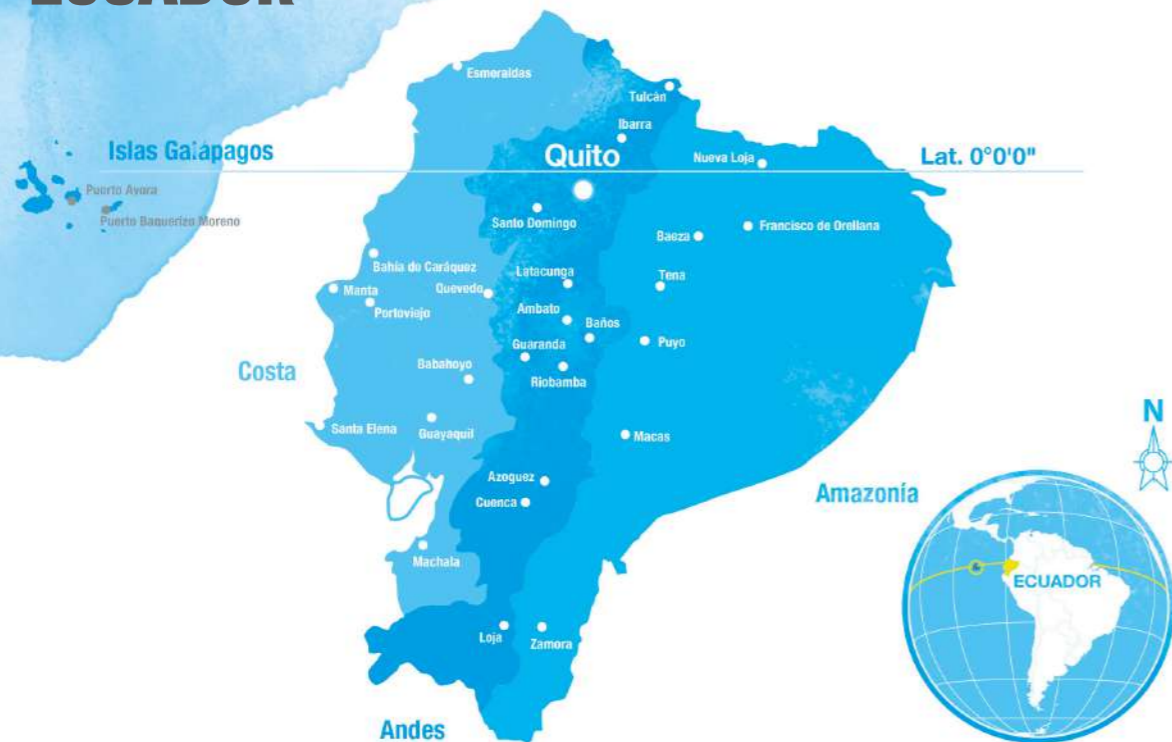 ECUADOR
Esmeraldas
Tulcán
Ibarra
Islas Galápagos
Quito
Nueva Loja
Lat. 0°0'0"
Puerto Ayora
Puerto Baquerizo Moreno
Santo Domingo
Francisco de Orellana
Baeza
Bahía de Caráquez
Latacunga
Tena
Manta
Quevedo
Portoviejo
Ambato
Baños
Guaranda
Puyo
Costa
Babahoyo
Riobamba
N
Santa Elena
Guayaquil
Macas
Azoguez
Amazonía
Cuenca
Machala
ECUADOR
Loja
Zamora
Andes